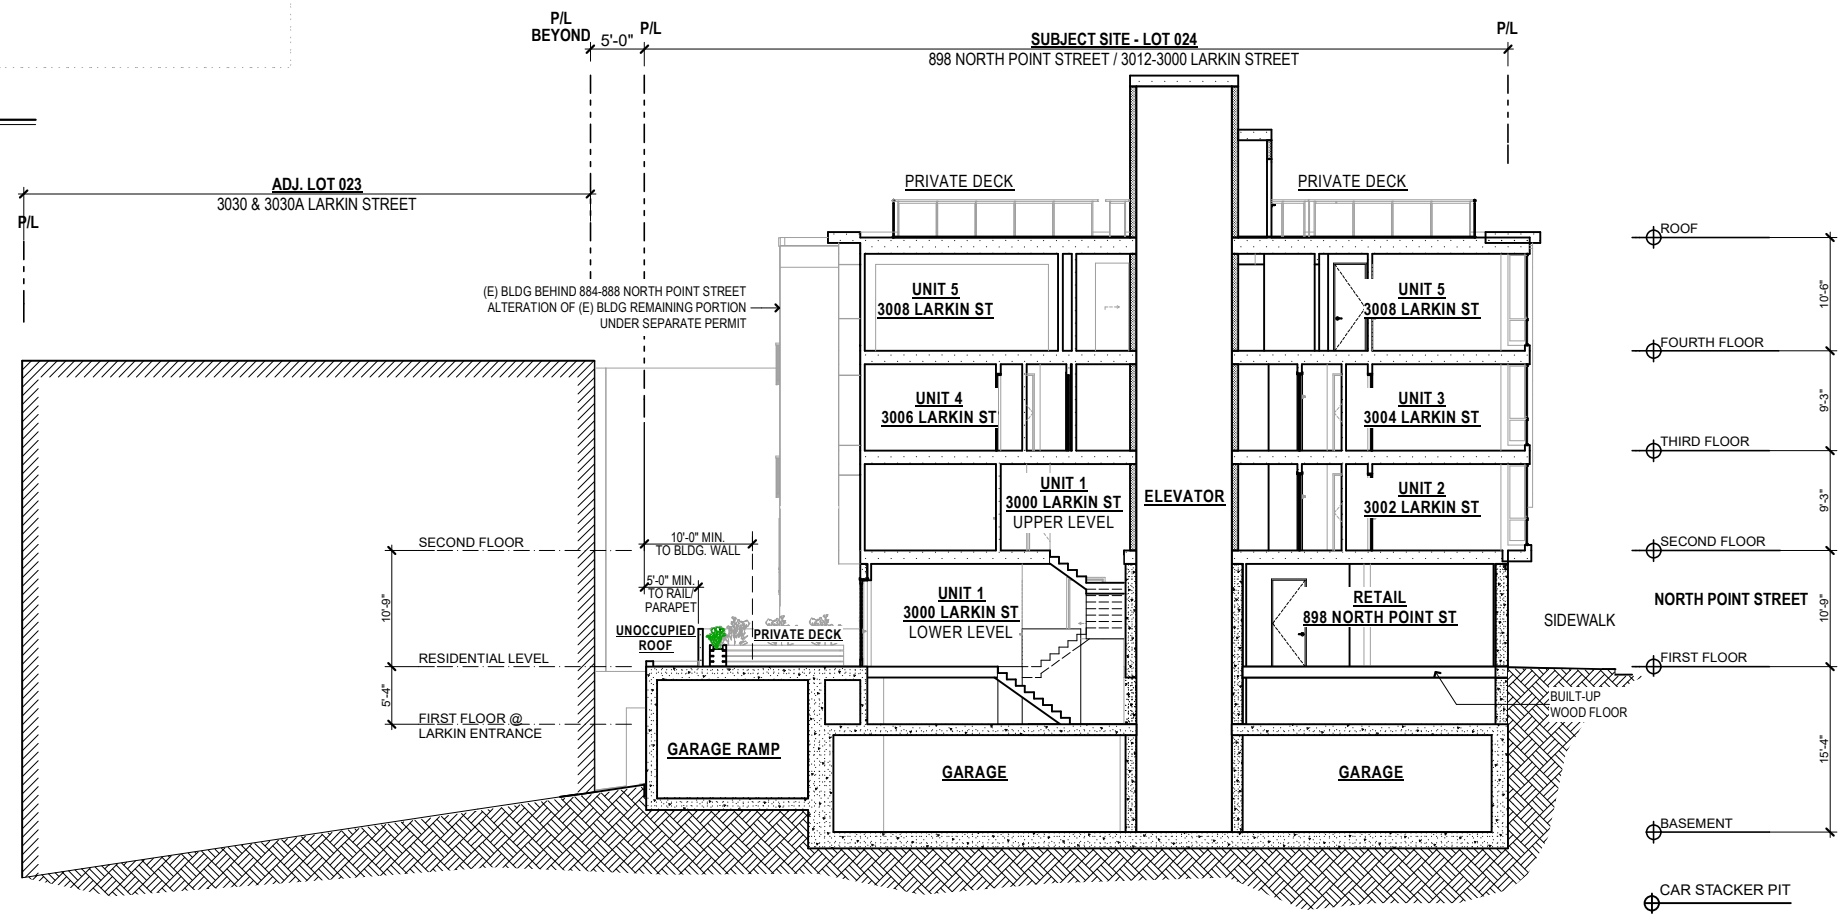 P/L
BEYOND
5'-0"
P/L
SUBJECT SITE - LOT 024
898 NORTH POINT STREET / 3012-3000 LARKIN STREET
P/L
ADJ. LOT 023
3030 & 3030A LARKIN STREET
P/L
PRIVATE DECK
PRIVATE DECK
(E) BLDG BEHIND 884-888 NORTH POINT STREET
ALTERATION OF (E) BLDG REMAINING PORTION
UNDER SEPARATE PERMIT
UNIT 5
3008 LARKIN ST
UNIT 5
3008 LARKIN ST
UNIT 4
3006 LARKIN ST
UNIT 3
3004 LARKIN ST
UNIT 1
3000 LARKIN ST
UPPER LEVEL
ELEVATOR
UNIT 2
3002 LARKIN ST
UNIT 1
3000 LARKIN ST
LOWER LEVEL
RETAIL
898 NORTH POINT ST
SIDEWALK
NORTH POINT STREET
SECOND FLOOR
10'-9"
RESIDENTIAL LEVEL
5'-4"
FIRST FLOOR @
LARKIN ENTRANCE
10'-0" MIN.
TO BLDG. WALL
5'-0" MIN.
TO RAIL/
PARAPET
UNOCCUPIED
ROOF
PRIVATE DECK
GARAGE RAMP
GARAGE
GARAGE
BUILT-UP
WOOD FLOOR
ROOF
10'-6"
FOURTH FLOOR
9'-3"
THIRD FLOOR
9'-3"
SECOND FLOOR
10'-9"
FIRST FLOOR
15'-4"
BASEMENT
CAR STACKER PIT